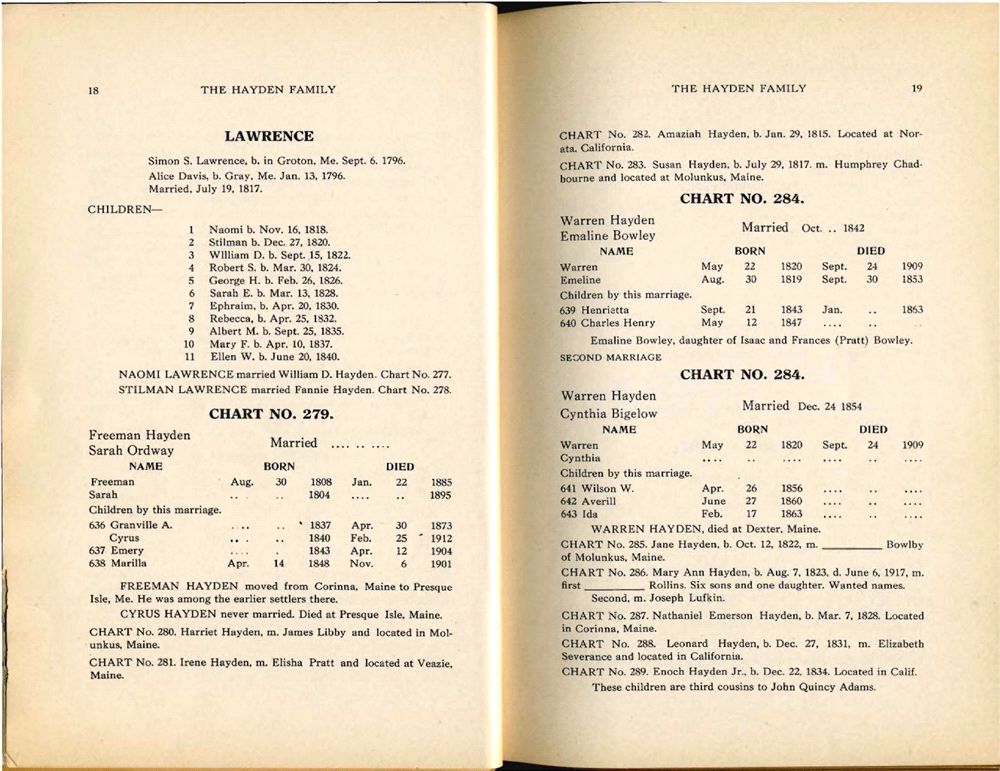 18 THE HAYDEN FAMILY
LAWRENCE
Simon S. Lawrence, b. in Groton, Me. Sept. 6. 1796.
Alice Davis, b. Gray, Me. Jan. 13, 1796.
Married, July 19, 1817.
CHILDREN—
1 Naomi b. Nov. 16, 1818.
2 Stilman b. Dec. 27, 1820.
3 William D. b. Sept. 15, 1822.
4 Robert S. b. Mar. 30, 1824.
5 George H. b. Feb. 26, 1826.
6 Sarah E. b. Mar. 13, 1828.
7 Ephraim, b. Apr. 20, 1830.
8 Rebecca, b. Apr. 25, 1832.
9 Albert M. b. Sept. 25, 1835.
10 Mary F. b. Apr. 10, 1837.
11 Ellen W. b. June 20, 1840.
NAOMI LAWRENCE married William D. Hayden. Chart No. 277.
STILMAN LAWRENCE married Fannie Hayden. Chart No. 278.
CHART NO. 279.
Freeman Hayden
Married .... .. ....
Sarah Ordway
NAME BORN DIED
Freeman Aug. 30 1808 Jan. 22 1885
Sarah .. . .. 1804 .... .. 1895
Children by this marriage.
636 Granville A. . ... .. 1837 Apr. 30 1873
Cyrus .. . .. 1840 Feb. 25 1912
637 Emery .... . 1843 Apr. 12 1904
638 Marilla Apr. 14 1848 Nov. 6 1901
FREEMAN HAYDEN moved from Corinna, Maine to Presque
Isle, Me. He was among the earlier settlers there.
CYRUS HAYDEN never married. Died at Presque Isle, Maine.
CHART No. 280. Harriet Hayden, m. James Libby and located in Mol-
unkus, Maine.
CHART No. 281. Irene Hayden, m. Elisha Pratt and located at Veazie,
Maine.
THE HAYDEN FAMILY 19
CHART No. 282. Amaziah Hayden, b. Jan. 29, 1815. Located at Nor-
ata, California.
CHART No. 283. Susan Hayden, b. July 29, 1817. m. Humphrey Chad-
bourne and located at Molunkus, Maine.
CHART NO. 284.
Warren Hayden
Married Oct. .. 1842
Emaline Bowley
NAME BORN DIED
Warren May 22 1820 Sept. 24 1909
Emeline Aug. 30 1819 Sept. 30 1853
Children by this marriage.
639 Henrietta Sept. 21 1843 Jan. .. 1863
640 Charles Henry May 12 1847 .... ..
Emaline Bowley, daughter of Isaac and Frances (Pratt) Bowley.
SECOND MARRIAGE
CHART NO. 284.
Warren Hayden
Married Dec. 24 1854
Cynthia Bigelow
NAME BORN DIED
Warren May 22 1820 Sept. 24 1909
Cynthia .... .. .... .... .. ....
Children by this marriage.
641 Wilson W. Apr. 26 1856 .... .. ....
642 Averill June 27 1860 .... .. ....
643 Ida Feb. 17 1863 .... .. ....
WARREN HAYDEN, died at Dexter, Maine.
CHART No. 285. Jane Hayden, b. Oct. 12, 1822, m. ________ Bowlby
of Molunkus, Maine.
CHART No. 286. Mary Ann Hayden, b. Aug. 7, 1823, d. June 6, 1917, m.
first ________ Rollins. Six sons and one daughter. Wanted names.
Second, m. Joseph Lufkin.
CHART No. 287. Nathaniel Emerson Hayden, b. Mar. 7, 1828. Located
in Corinna, Maine.
CHART No. 288. Leonard Hayden, b. Dec. 27, 1831, m. Elizabeth
Severance and located in California.
CHART No. 289. Enoch Hayden Jr., b. Dec. 22, 1834. Located in Calif.
These children are third cousins to John Quincy Adams.